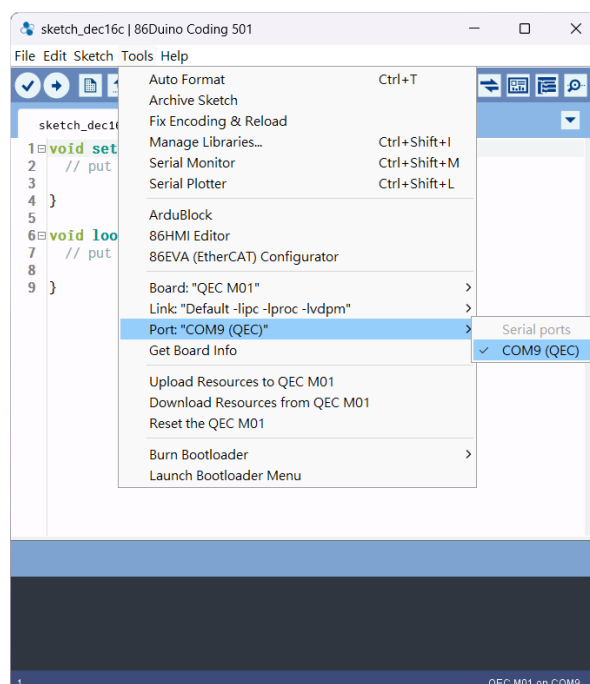 sketch_dec16c | 86Duino Coding 501
File Edit Sketch Tools Help
sketch_dec16
Auto Format Ctrl+T
Archive Sketch
Fix Encoding & Reload
Manage Libraries... Ctrl+Shift+I
Serial Monitor Ctrl+Shift+M
Serial Plotter Ctrl+Shift+L
ArduBlock
86HMI Editor
86EVA (EtherCAT) Configurator
Board: "QEC M01"
Link: "Default -lipc -lproc -lvdpm"
Port: "COM9 (QEC)"
Get Board Info
Upload Resources to QEC M01
Download Resources from QEC M01
Reset the QEC M01
Burn Bootloader
Launch Bootloader Menu
Serial ports
COM9 (QEC)
1 void set
2 // put
3
4 }
5
6 void loo
7 // put
8
9 }
1 QEC M01 on COM9